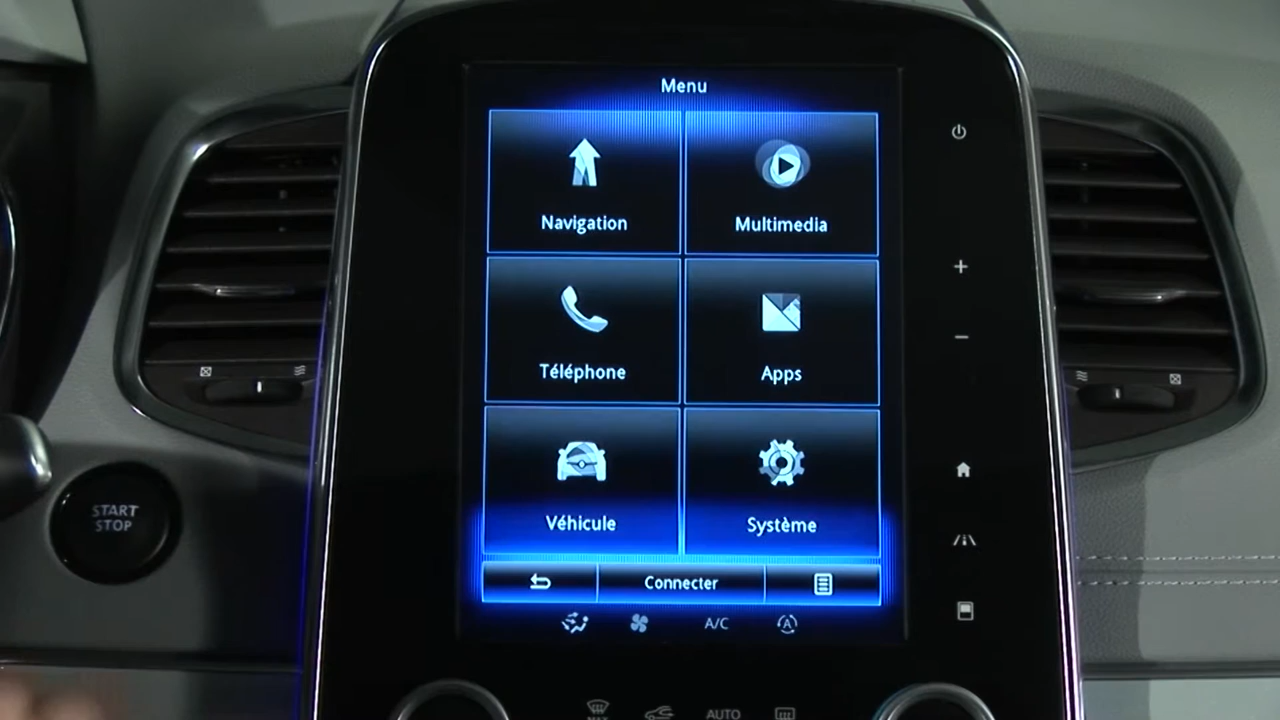 Menu
Navigation
Multimedia
Téléphone
Apps
Véhicule
Système
Connecter
A/C
A
START
STOP
AUTO